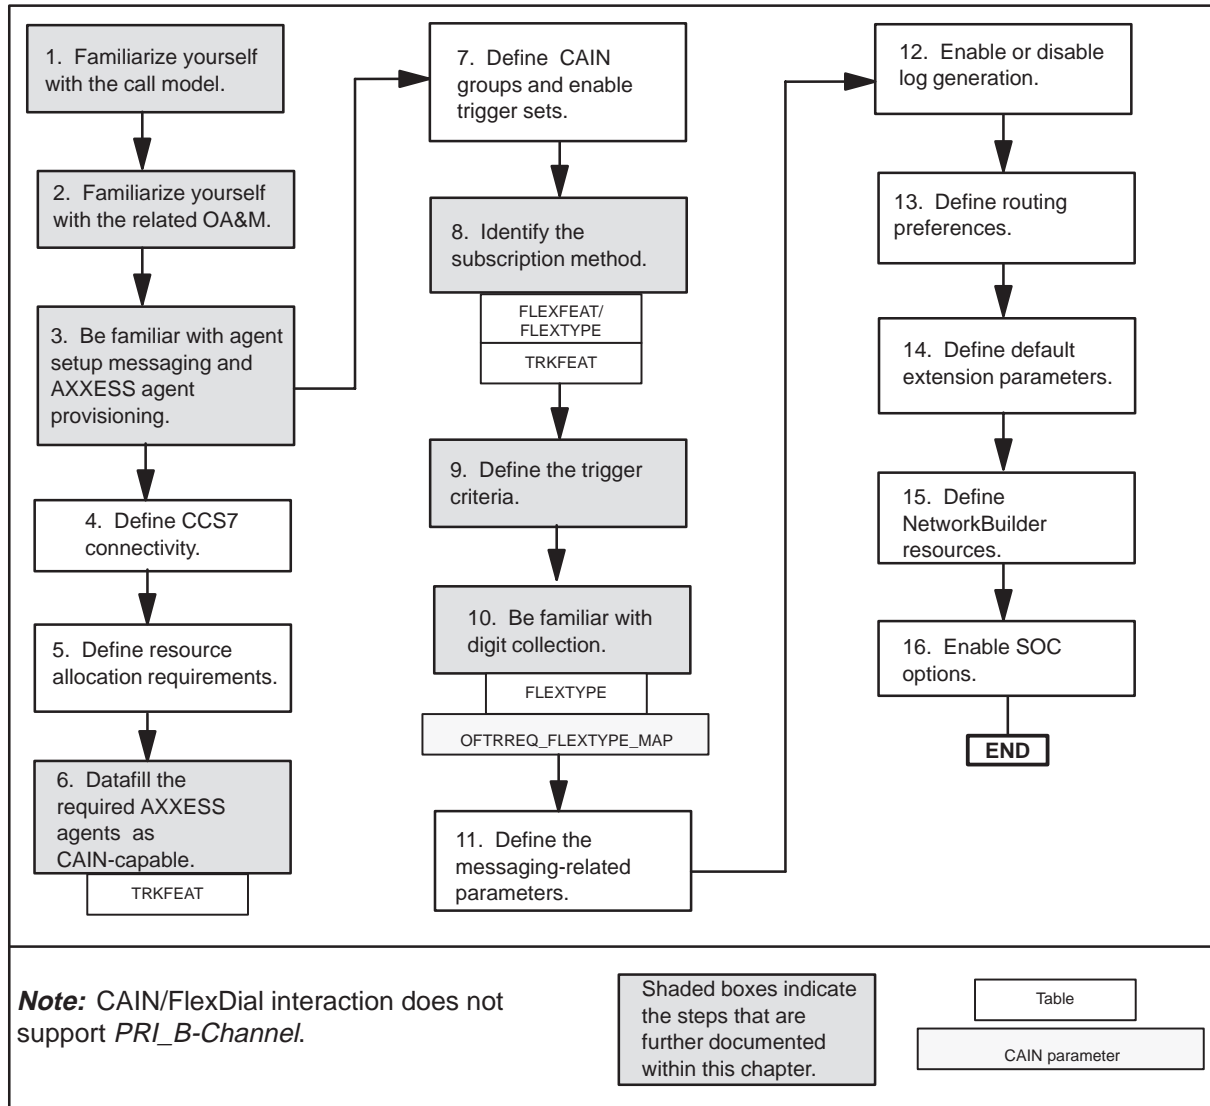 1.  Familiarize yourself
with the call model.
2.  Familiarize yourself
with the related OA&M.
3.  Be familiar with agent
setup messaging and
AXXESS agent
provisioning.
4.  Define CCS7
connectivity.
5.  Define resource
allocation requirements.
6.  Datafill the
required AXXESS
agents  as
CAIN-capable.
TRKFEAT
7.  Define  CAIN
groups and enable
trigger sets.
8.  Identify the
subscription method.
FLEXFEAT/
FLEXTYPE
TRKFEAT
9.  Define the trigger
criteria.
10.  Be familiar with
digit collection.
FLEXTYPE
OFTRREQ_FLEXTYPE_MAP
11.  Define the
messaging-related
parameters.
12.  Enable or disable
log generation.
13.  Define routing
preferences.
14.  Define default
extension parameters.
15.  Define
NetworkBuilder
resources.
16.  Enable SOC
options.
END
Note: CAIN/FlexDial interaction does not
support PRI_B-Channel.
Shaded boxes indicate
the steps that are
further documented
within this chapter.
Table
CAIN parameter